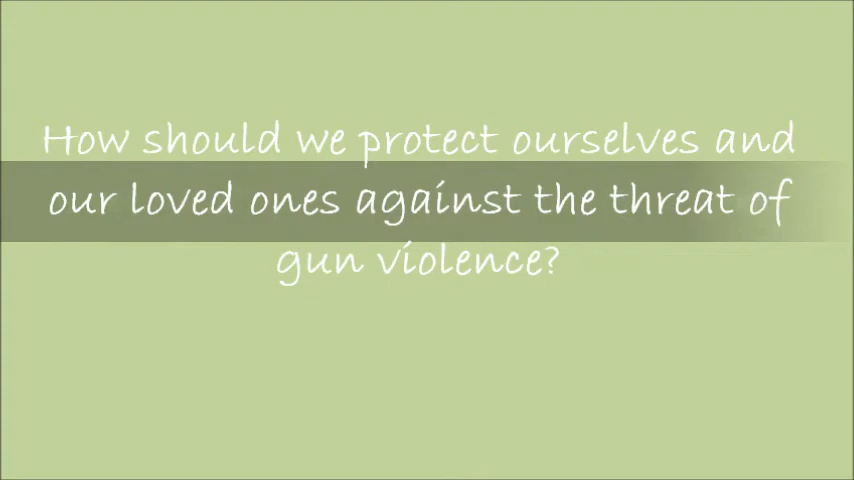 How should we protect ourselves and
our loved ones against the threat of
gun violence?